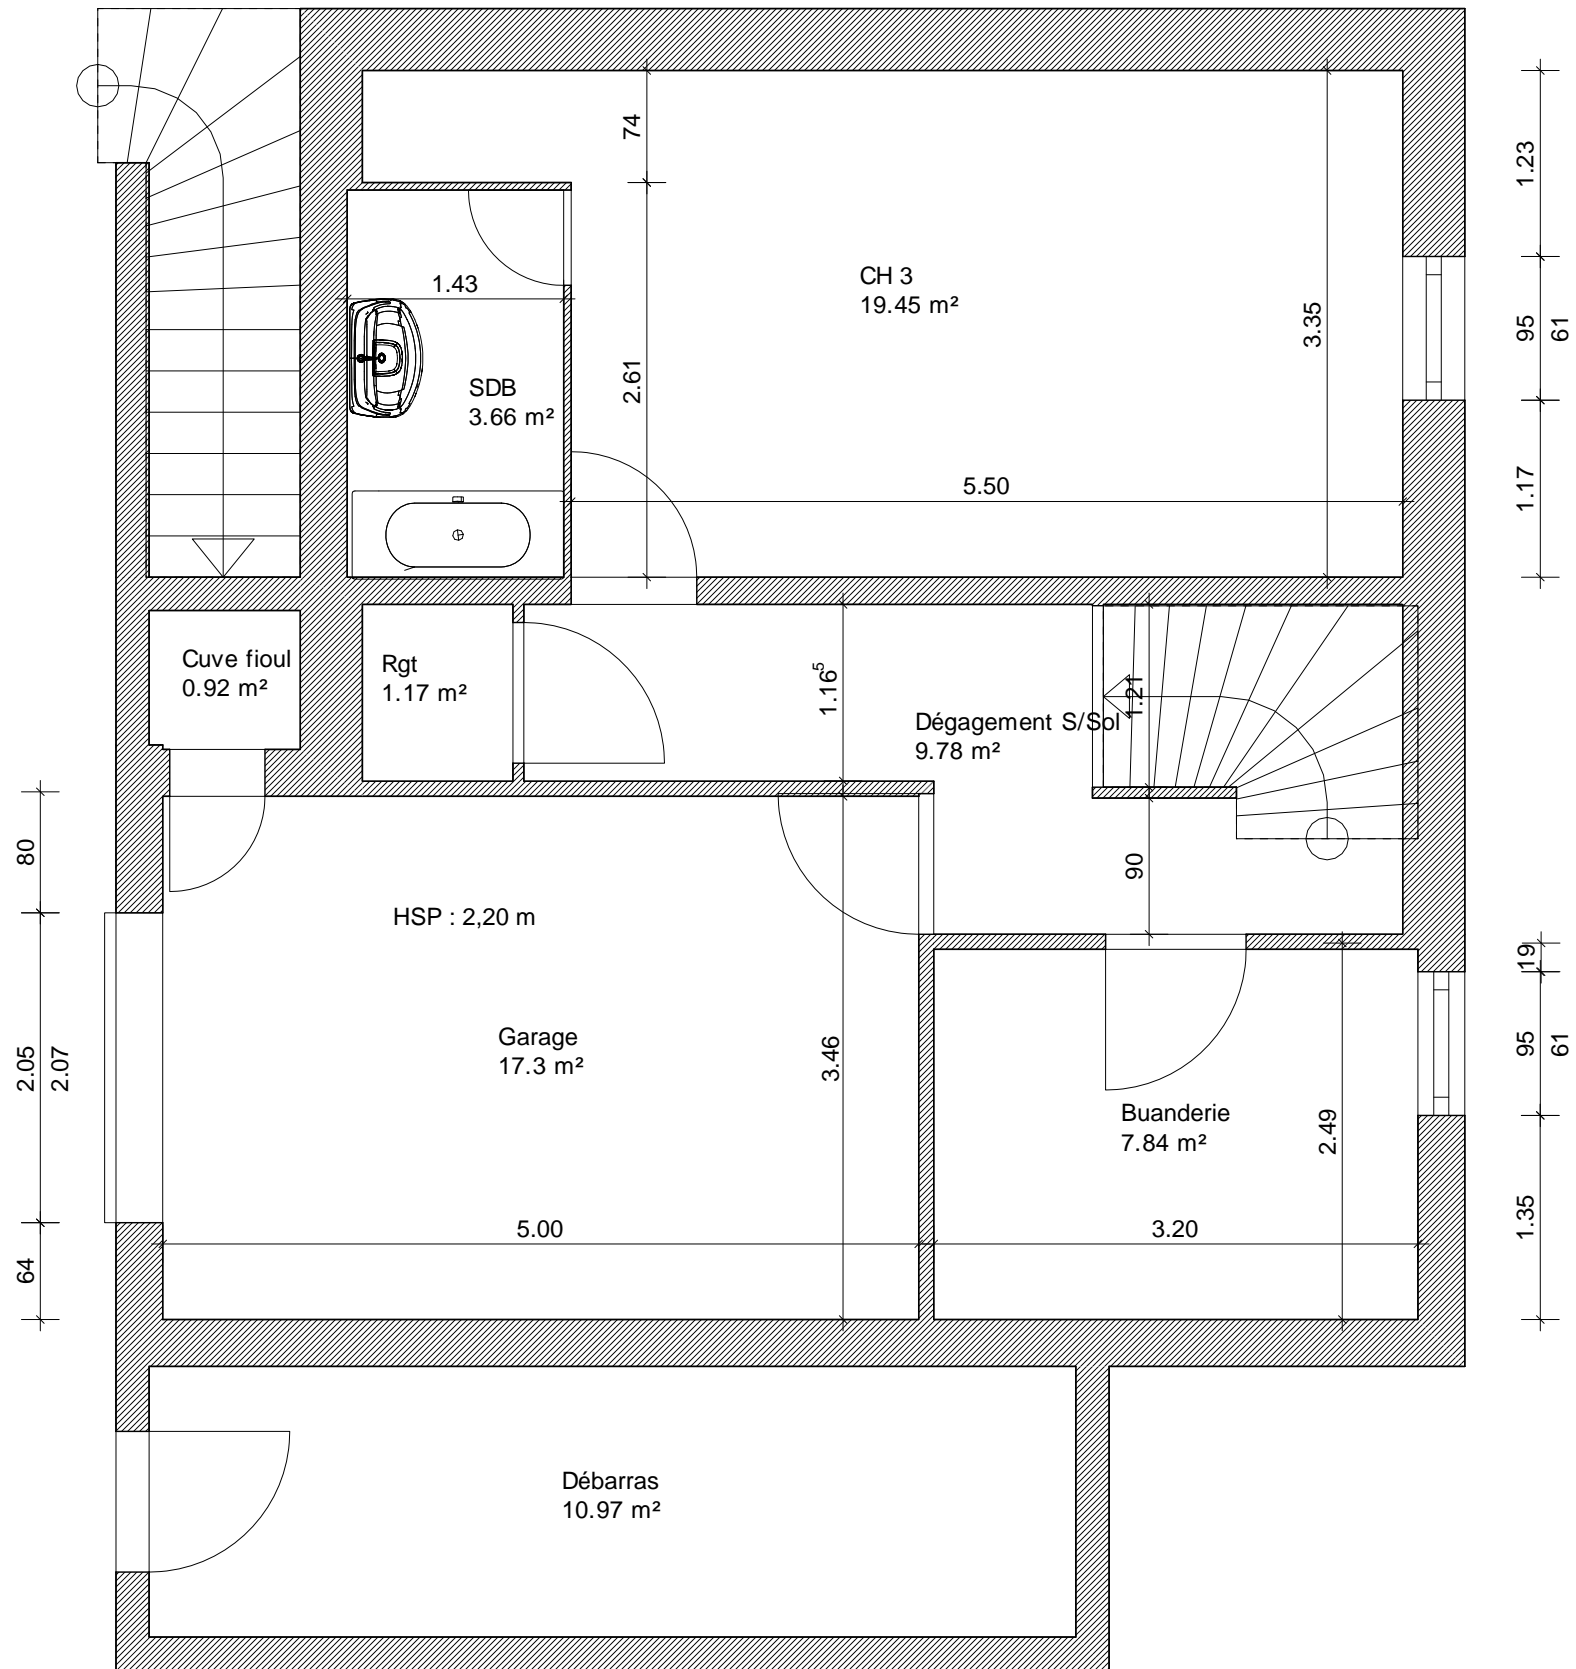 74
1.23
1.43
CH 3
19.45 m²
3.35
95
61
SDB
3.66 m²
2.61
5.50
1.17
Cuve fioul
0.92 m²
Rgt
1.17 m²
1.16⁵
1.21
Dégagement S/Sol
9.78 m²
80
90
HSP : 2,20 m
19
Garage
17.3 m²
3.46
2.05
2.07
95
61
Buanderie
7.84 m²
2.49
5.00
3.20
1.35
64
Débarras
10.97 m²